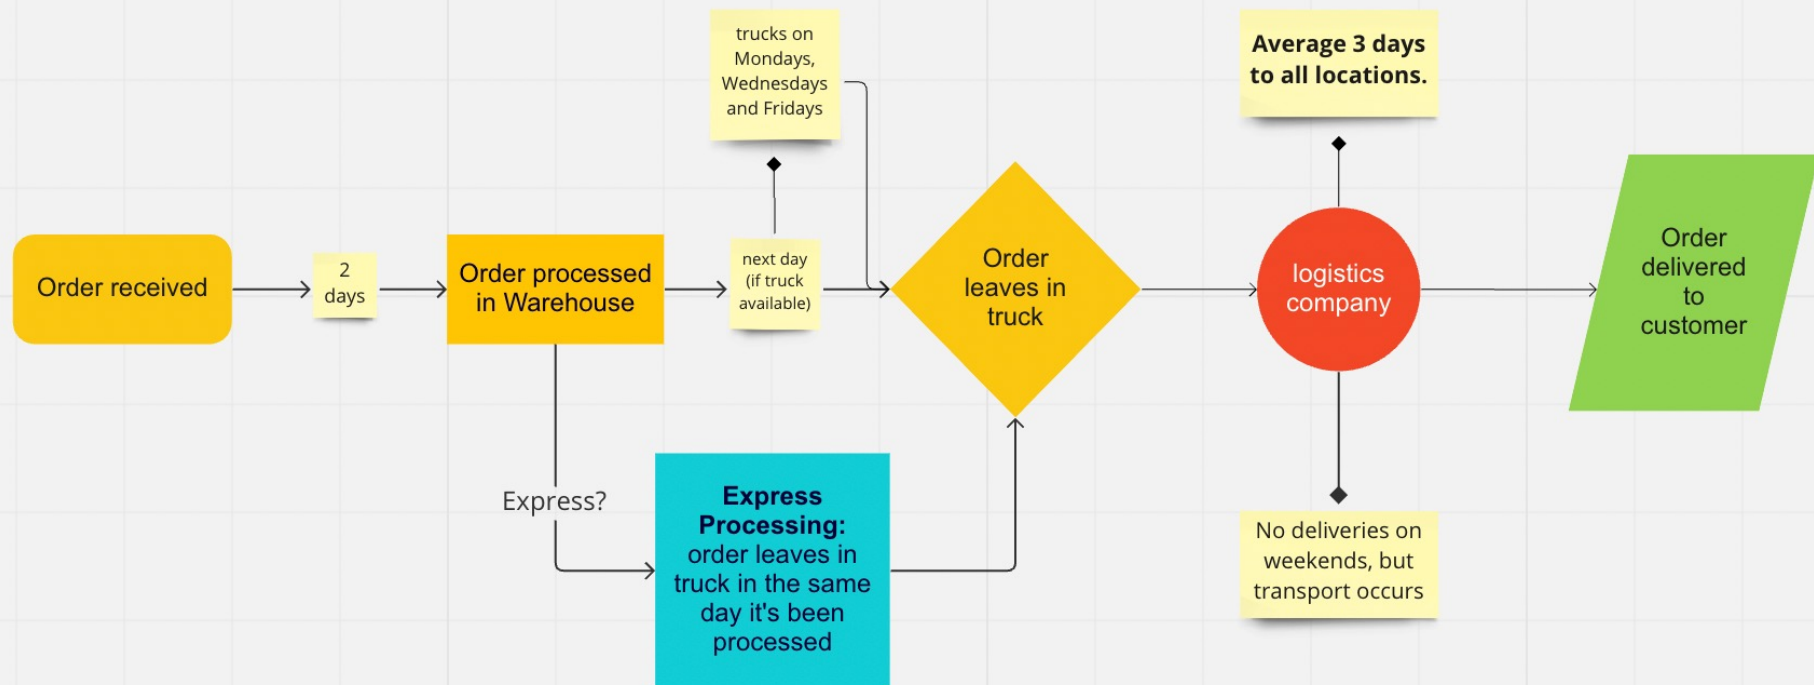 trucks on
Mondays,
Wednesdays
and Fridays
Average 3 days
to all locations.
Order received
2
days
Order processed
in Warehouse
next day
(if truck
available)
Order
leaves in
truck
logistics
company
Order
delivered
to
customer
Express?
Express
Processing:
order leaves in
truck in the same
day it's been
processed
No deliveries on
weekends, but
transport occurs